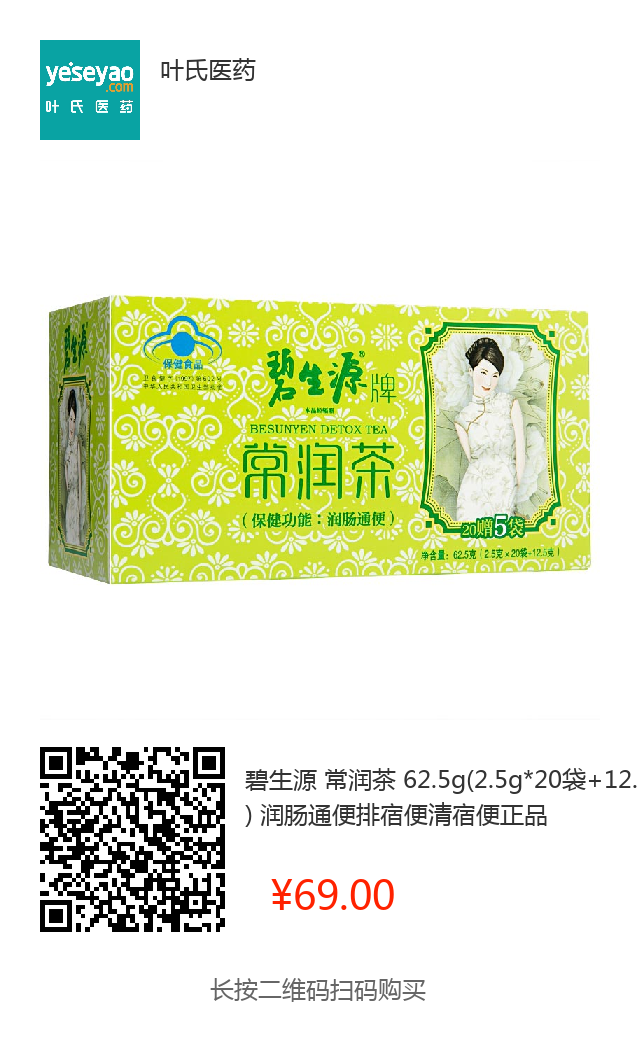 yeseyao
.com
叶氏医药
叶氏医药
保健食品
碧生源®牌
碧生源
BESUNYEN DETOX TEA
常润茶
（保健功能：润肠通便）
20赠5袋
净含量：62.5克（2.5克×20袋+12.5克）
碧生源 常润茶 62.5g(2.5g*20袋+12.
) 润肠通便排宿便清宿便正品
¥69.00
长按二维码扫码购买